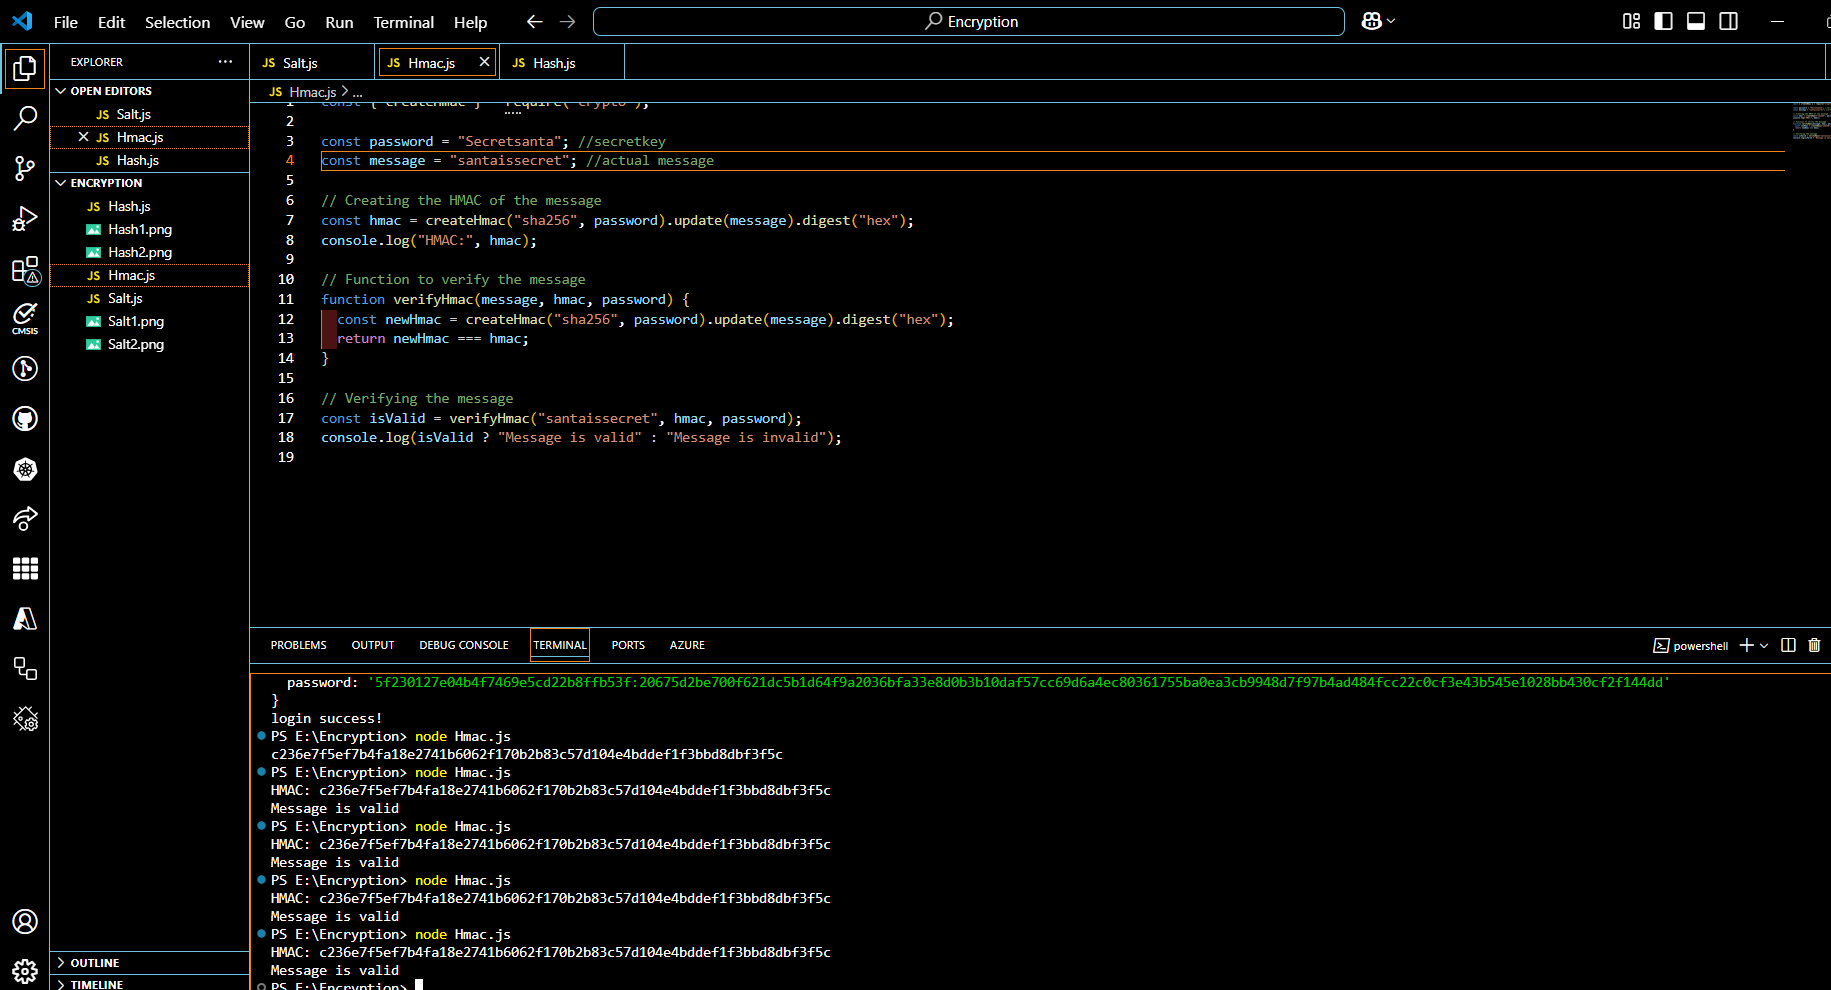 File Edit Selection View Go Run Terminal Help Encryption
EXPLORER ...
OPEN EDITORS
JS Salt.js
JS Hmac.js
JS Hash.js
ENCRYPTION
JS Hash.js
Hash1.png
Hash2.png
JS Hmac.js
JS Salt.js
Salt1.png
Salt2.png
CMSIS
OUTLINE
TIMELINE
JS Salt.js JS Hmac.js JS Hash.js
JS Hmac.js > ...
1 const { createHmac } = require("crypto");
2
3 const password = "Secretsanta"; //secretkey
4 const message = "santaissecret"; //actual message
5
6 // Creating the HMAC of the message
7 const hmac = createHmac("sha256", password).update(message).digest("hex");
8 console.log("HMAC:", hmac);
9
10 // Function to verify the message
11 function verifyHmac(message, hmac, password) {
12 const newHmac = createHmac("sha256", password).update(message).digest("hex");
13 return newHmac === hmac;
14 }
15
16 // Verifying the message
17 const isValid = verifyHmac("santaissecret", hmac, password);
18 console.log(isValid ? "Message is valid" : "Message is invalid");
19
PROBLEMS OUTPUT DEBUG CONSOLE TERMINAL PORTS AZURE powershell
password: '5f230127e04b4f7469e5cd22b8ffb53f:20675d2be700f621dc5b1d64f9a2036bfa33e8d0b3b10daf57cc69d6a4ec80361755ba0ea3cb9948d7f97b4ad484fcc22c0cf3e43b545e1028bb430cf2f144dd'
}
login success!
PS E:\Encryption> node Hmac.js
c236e7f5ef7b4fa18e2741b6062f170b2b83c57d104e4bddef1f3bbd8dbf3f5c
PS E:\Encryption> node Hmac.js
HMAC: c236e7f5ef7b4fa18e2741b6062f170b2b83c57d104e4bddef1f3bbd8dbf3f5c
Message is valid
PS E:\Encryption> node Hmac.js
HMAC: c236e7f5ef7b4fa18e2741b6062f170b2b83c57d104e4bddef1f3bbd8dbf3f5c
Message is valid
PS E:\Encryption> node Hmac.js
HMAC: c236e7f5ef7b4fa18e2741b6062f170b2b83c57d104e4bddef1f3bbd8dbf3f5c
Message is valid
PS E:\Encryption> node Hmac.js
HMAC: c236e7f5ef7b4fa18e2741b6062f170b2b83c57d104e4bddef1f3bbd8dbf3f5c
Message is valid
PS E:\Encryption>